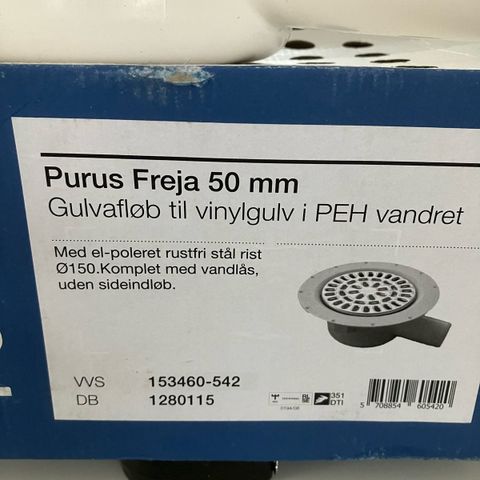 Purus Freja 50 mm
Gulvafløb til vinylgulv i PEH vandret
Med el-poleret rustfri stål rist
Ø150.Komplet med vandlås,
uden sideindløb.
VVS 153460-542
DB 1280115
351
DTI
5 708854 605420